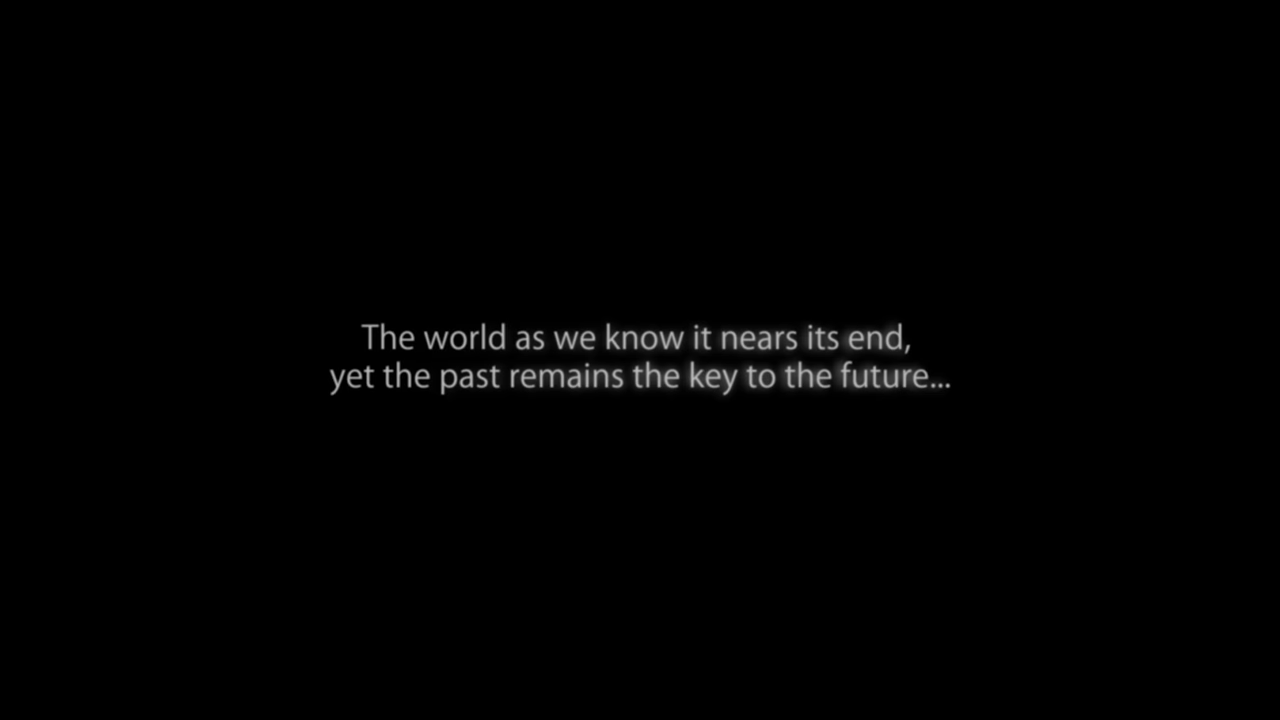 The world as we know it nears its end,
yet the past remains the key to the future...